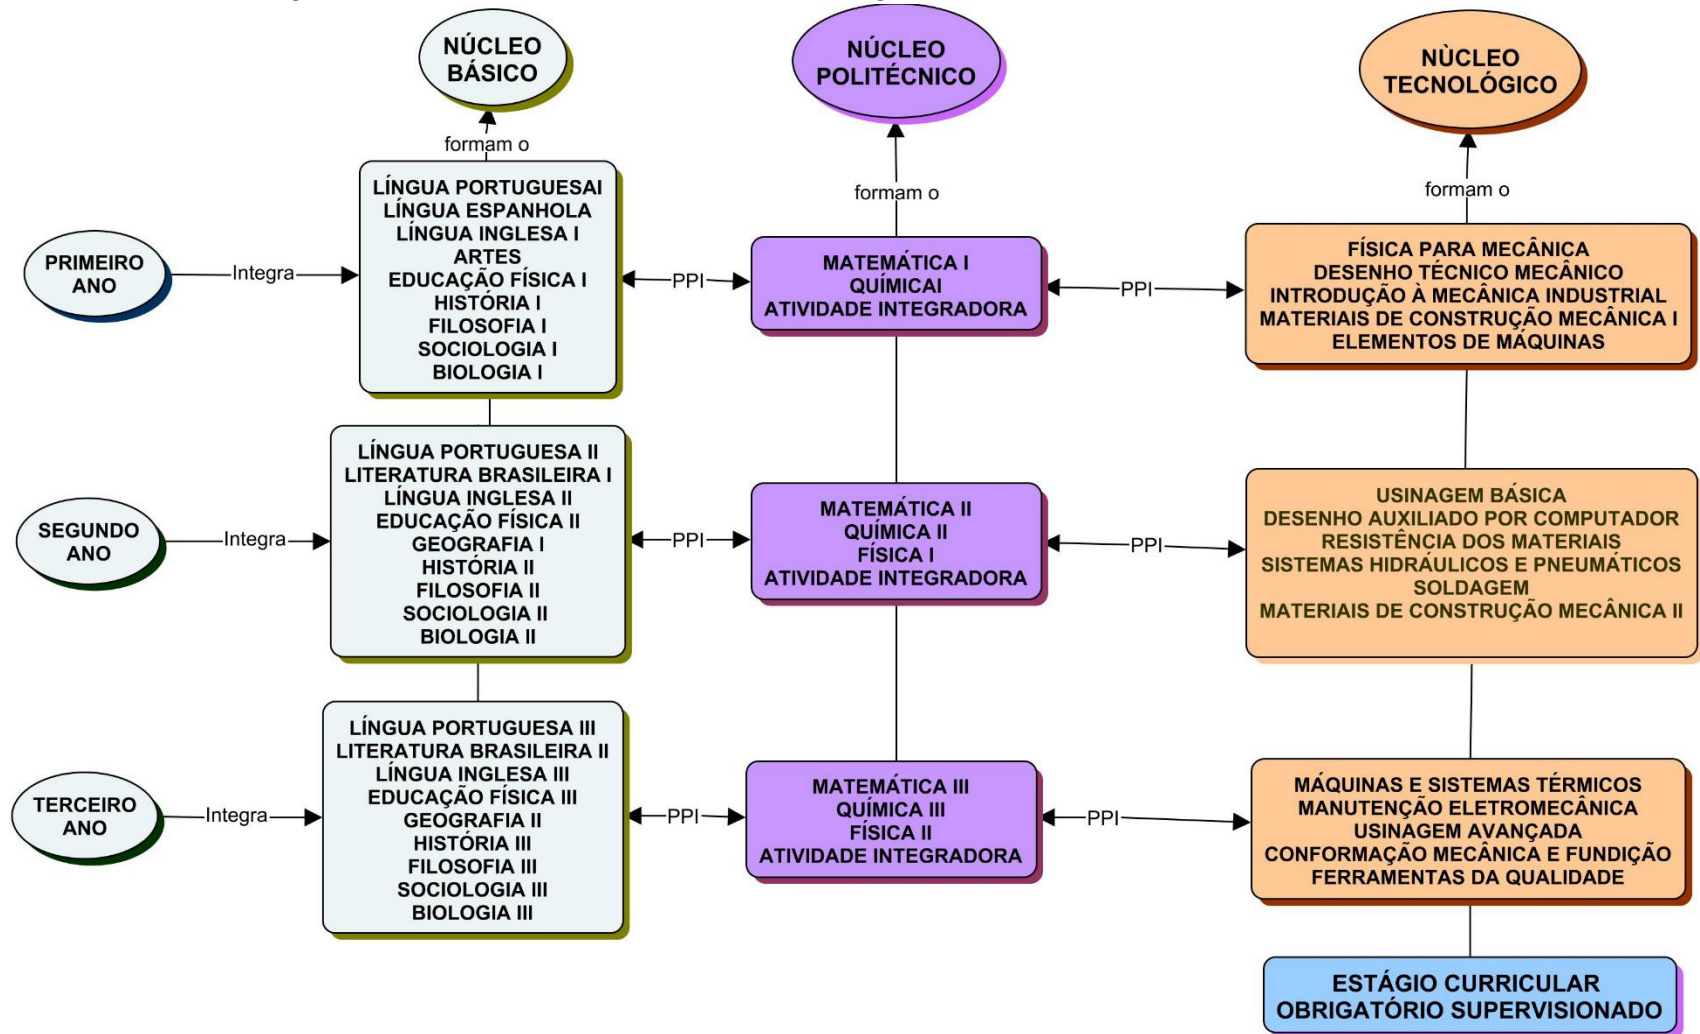 NÚCLEO
BÁSICO
NÚCLEO
POLITÉCNICO
NÙCLEO
TECNOLÓGICO
formam o
formam o
formam o
PRIMEIRO
ANO
Integra
LÍNGUA PORTUGUESAI
LÍNGUA ESPANHOLA
LÍNGUA INGLESA I
ARTES
EDUCAÇÃO FÍSICA I
HISTÓRIA I
FILOSOFIA I
SOCIOLOGIA I
BIOLOGIA I
PPI
MATEMÁTICA I
QUÍMICAI
ATIVIDADE INTEGRADORA
PPI
FÍSICA PARA MECÂNICA
DESENHO TÉCNICO MECÂNICO
INTRODUÇÃO À MECÂNICA INDUSTRIAL
MATERIAIS DE CONSTRUÇÃO MECÂNICA I
ELEMENTOS DE MÁQUINAS
SEGUNDO
ANO
Integra
LÍNGUA PORTUGUESA II
LITERATURA BRASILEIRA I
LÍNGUA INGLESA II
EDUCAÇÃO FÍSICA II
GEOGRAFIA I
HISTÓRIA II
FILOSOFIA II
SOCIOLOGIA II
BIOLOGIA II
PPI
MATEMÁTICA II
QUÍMICA II
FÍSICA I
ATIVIDADE INTEGRADORA
PPI
USINAGEM BÁSICA
DESENHO AUXILIADO POR COMPUTADOR
RESISTÊNCIA DOS MATERIAIS
SISTEMAS HIDRÁULICOS E PNEUMÁTICOS
SOLDAGEM
MATERIAIS DE CONSTRUÇÃO MECÂNICA II
TERCEIRO
ANO
Integra
LÍNGUA PORTUGUESA III
LITERATURA BRASILEIRA II
LÍNGUA INGLESA III
EDUCAÇÃO FÍSICA III
GEOGRAFIA II
HISTÓRIA III
FILOSOFIA III
SOCIOLOGIA III
BIOLOGIA III
PPI
MATEMÁTICA III
QUÍMICA III
FÍSICA II
ATIVIDADE INTEGRADORA
PPI
MÁQUINAS E SISTEMAS TÉRMICOS
MANUTENÇÃO ELETROMECÂNICA
USINAGEM AVANÇADA
CONFORMAÇÃO MECÂNICA E FUNDIÇÃO
FERRAMENTAS DA QUALIDADE
ESTÁGIO CURRICULAR
OBRIGATÓRIO SUPERVISIONADO